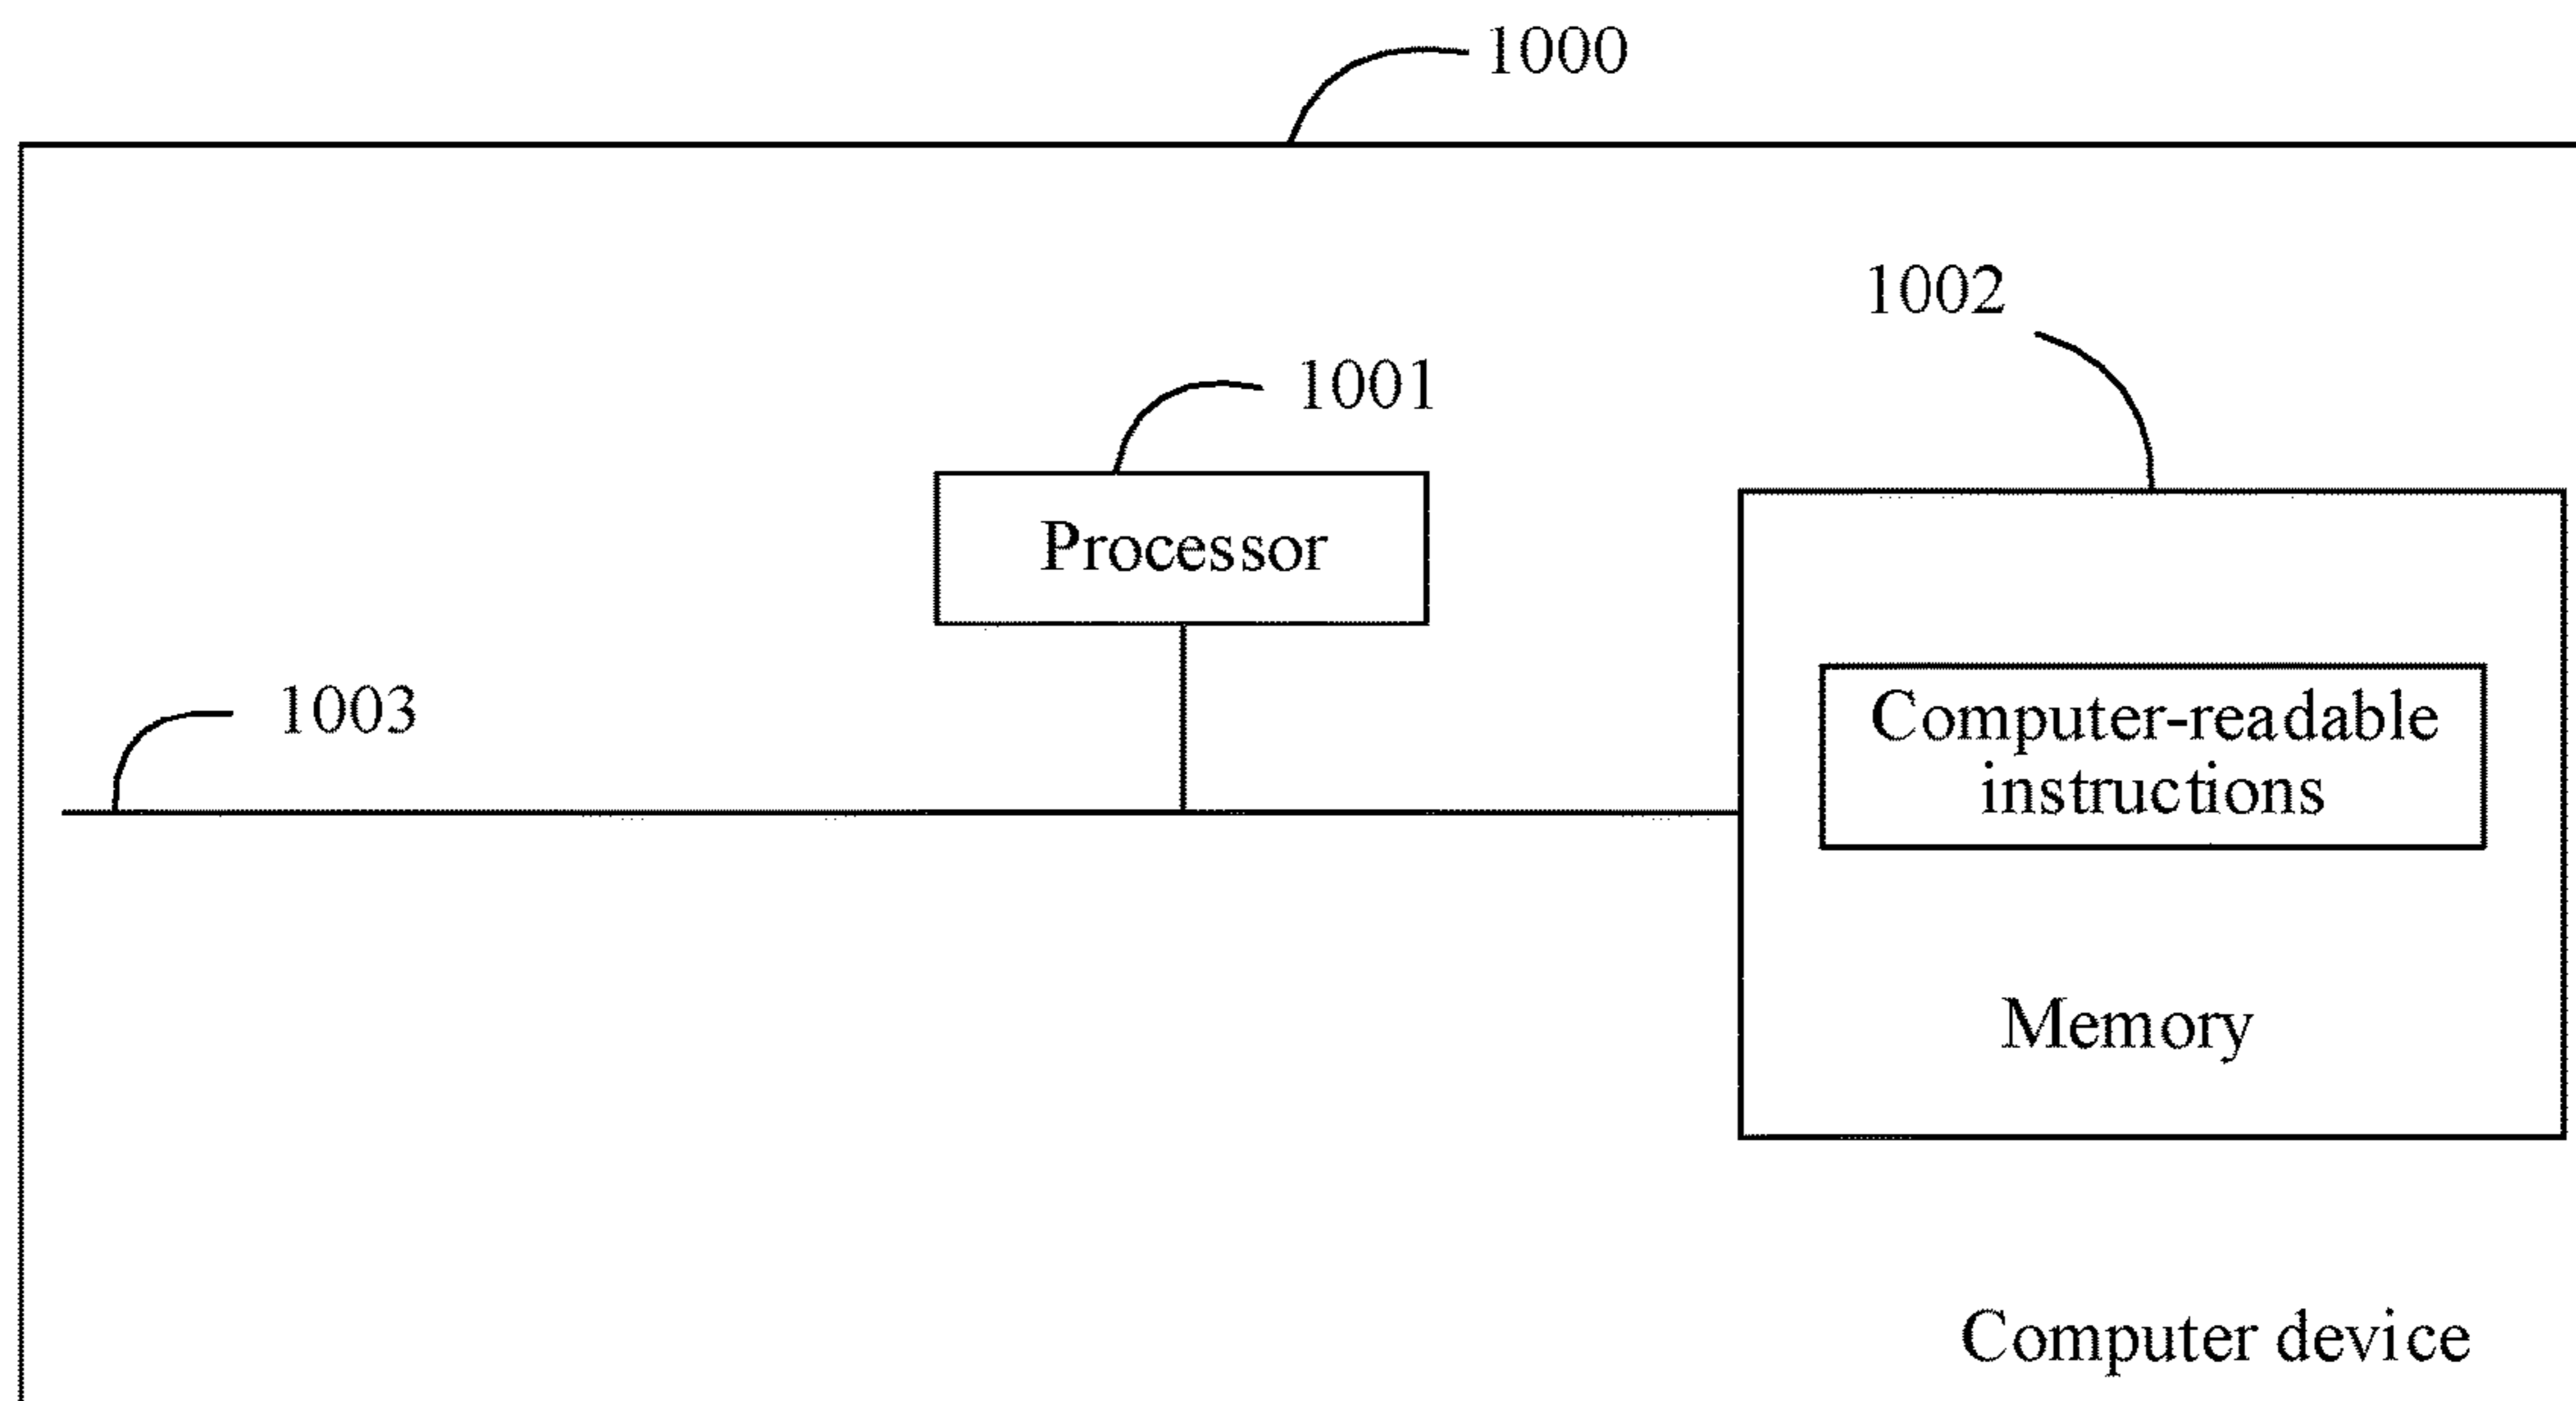 1000
1002
1001
Processor
1003
Computer-readable
instructions
Memory
Computer device